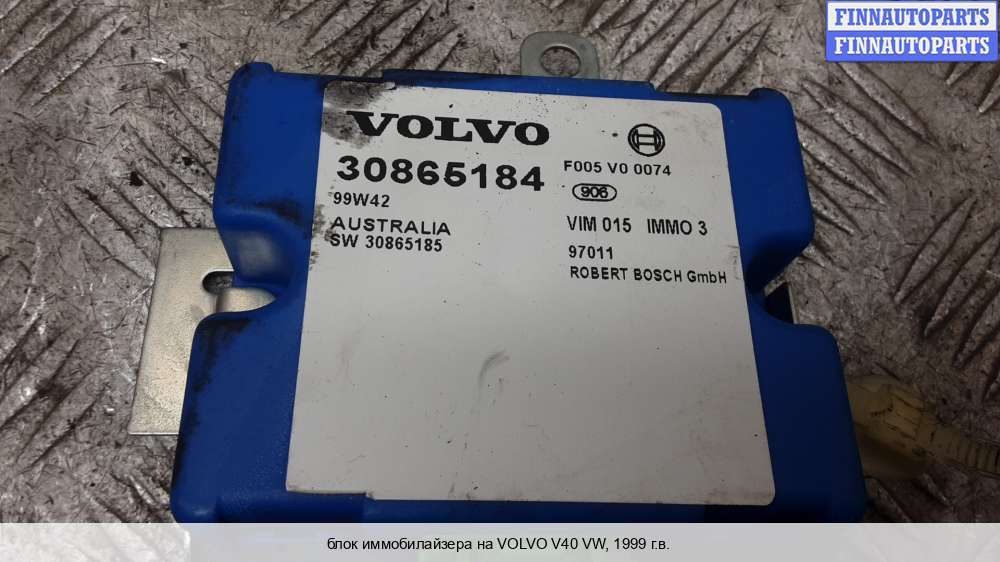 FINNAUTOPARTS
FINNAUTOPARTS
VOLVO
30865184
99W42
AUSTRALIA
SW 30865185
F005 V0 0074
906
VIM 015 IMMO 3
97011
ROBERT BOSCH GmbH
блок иммобилайзера на VOLVO V40 VW, 1999 г.в.